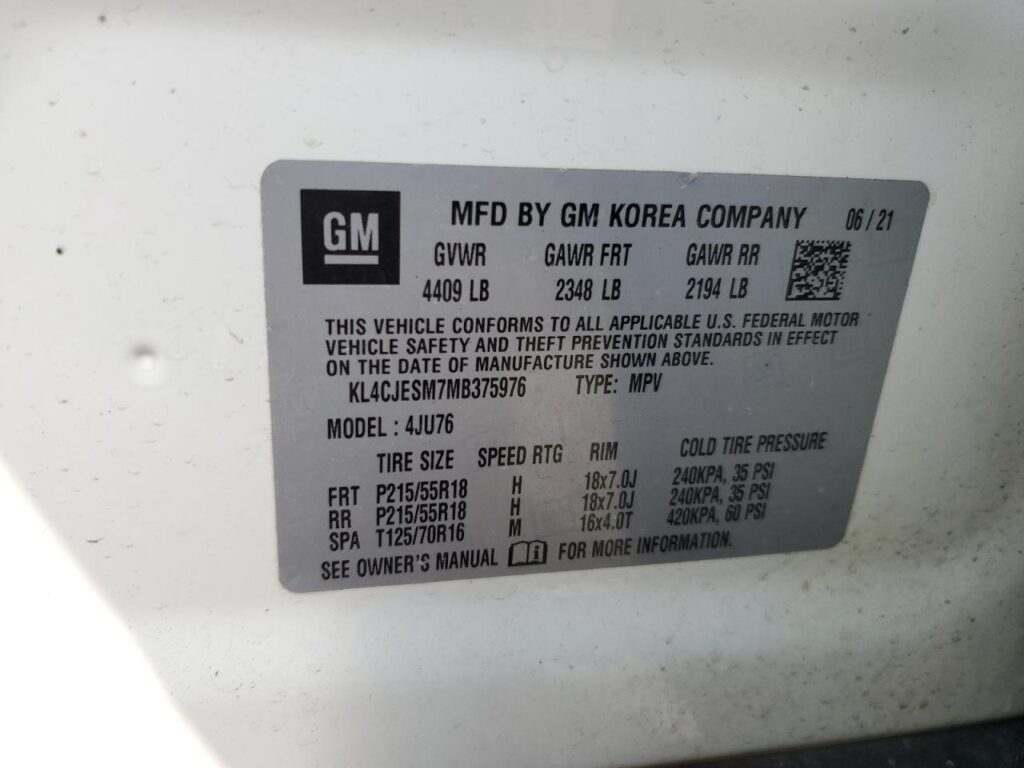 GM
MFD BY GM KOREA COMPANY 06/21
GVWR GAWR FRT GAWR RR
4409 LB 2348 LB 2194 LB
THIS VEHICLE CONFORMS TO ALL APPLICABLE U.S. FEDERAL MOTOR
VEHICLE SAFETY AND THEFT PREVENTION STANDARDS IN EFFECT
ON THE DATE OF MANUFACTURE SHOWN ABOVE.
KL4CJESM7MB375976 TYPE: MPV
MODEL : 4JU76
TIRE SIZE SPEED RTG RIM COLD TIRE PRESSURE
FRT P215/55R18 H 18x7.0J 240KPA, 35 PSI
RR P215/55R18 H 18x7.0J 240KPA, 35 PSI
SPA T125/70R16 M 16x4.0T 420KPA, 60 PSI
SEE OWNER'S MANUAL FOR MORE INFORMATION.